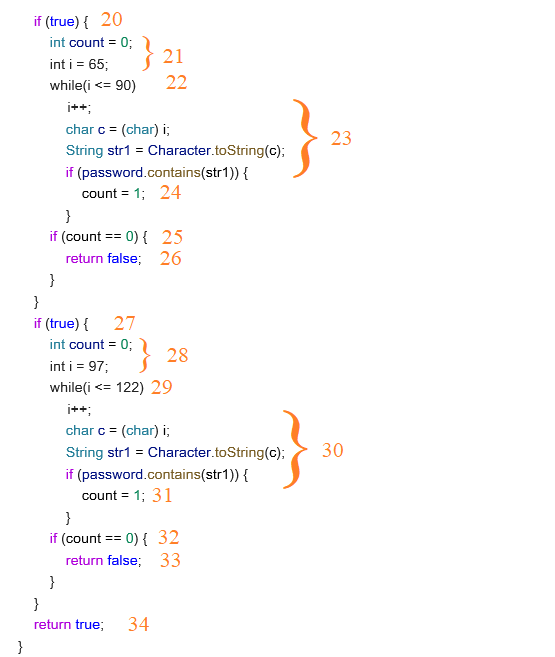 if (true) { 20
int count = 0;
int i = 65; } 21
while(i <= 90) 22
i++;
char c = (char) i;
String str1 = Character.toString(c); } 23
if (password.contains(str1)) {
count = 1; 24
}
if (count == 0) { 25
return false; 26
}
}
if (true) { 27
int count = 0;
int i = 97; } 28
while(i <= 122) 29
i++;
char c = (char) i;
String str1 = Character.toString(c); } 30
if (password.contains(str1)) {
count = 1; 31
}
if (count == 0) { 32
return false; 33
}
}
return true; 34
}